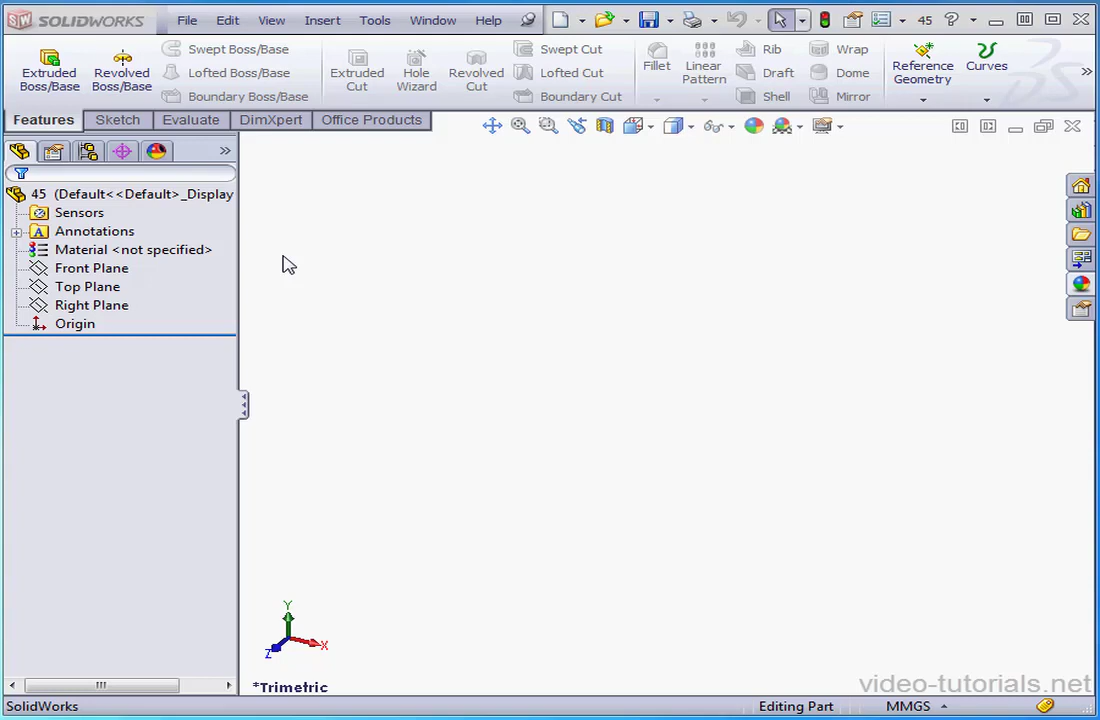 SW SOLIDWORKS File Edit View Insert Tools Window Help 45
Extruded Boss/Base
Revolved Boss/Base
Swept Boss/Base
Lofted Boss/Base
Boundary Boss/Base
Extruded Cut
Hole Wizard
Revolved Cut
Swept Cut
Lofted Cut
Boundary Cut
Fillet
Linear Pattern
Rib
Draft
Shell
Wrap
Dome
Mirror
Reference Geometry
Curves
Features Sketch Evaluate DimXpert Office Products
45 (Default<<Default>_Display
Sensors
Annotations
Material <not specified>
Front Plane
Top Plane
Right Plane
Origin
Y
X
Z
*Trimetric
video-tutorials.net
SolidWorks Editing Part MMGS